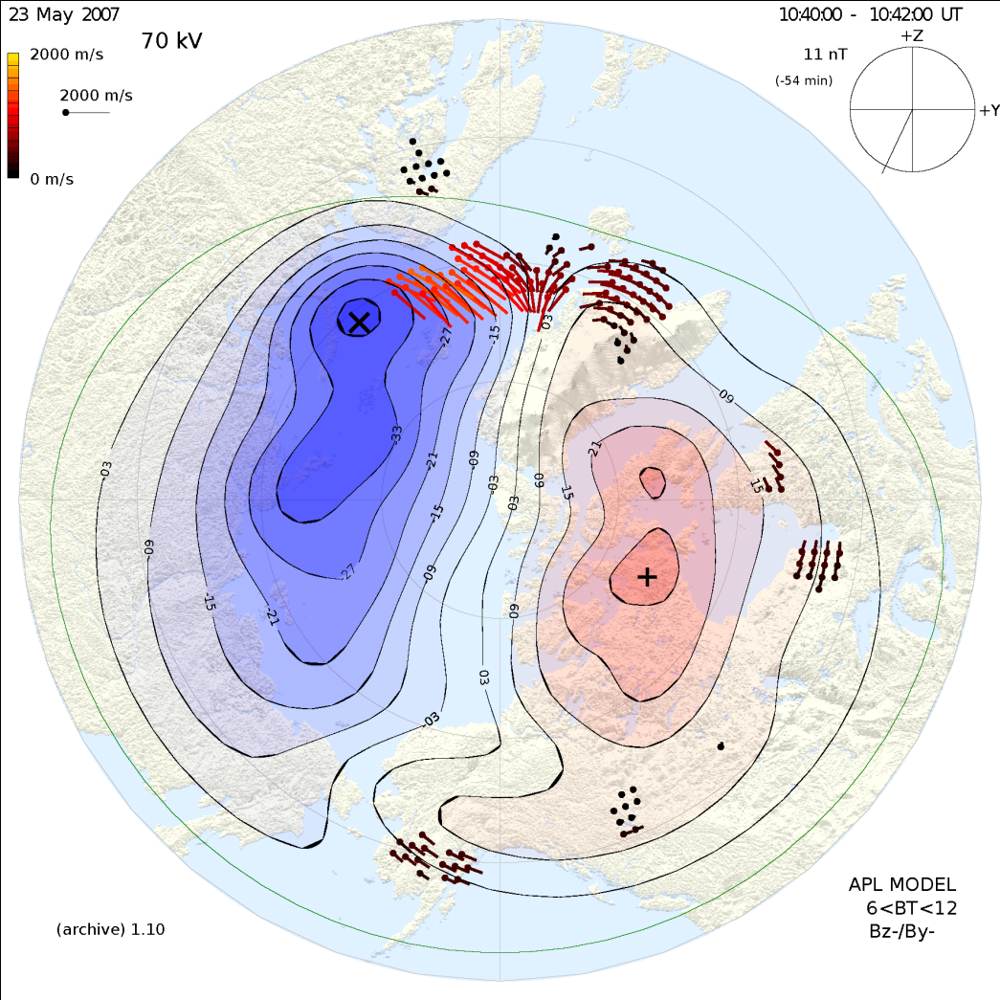 23 May 2007
10:40:00 - 10:42:00 UT
70 kV
+Z
2000 m/s
11 nT
(-54 min)
2000 m/s
+Y
0 m/s
03
-27
-15
09
-33
-21
-21
-09
-03
-03
09
15
15
-15
03
-09
-27
-09
-15
-21
09
03
-03
APL MODEL
6<BT<12
Bz-/By-
(archive) 1.10